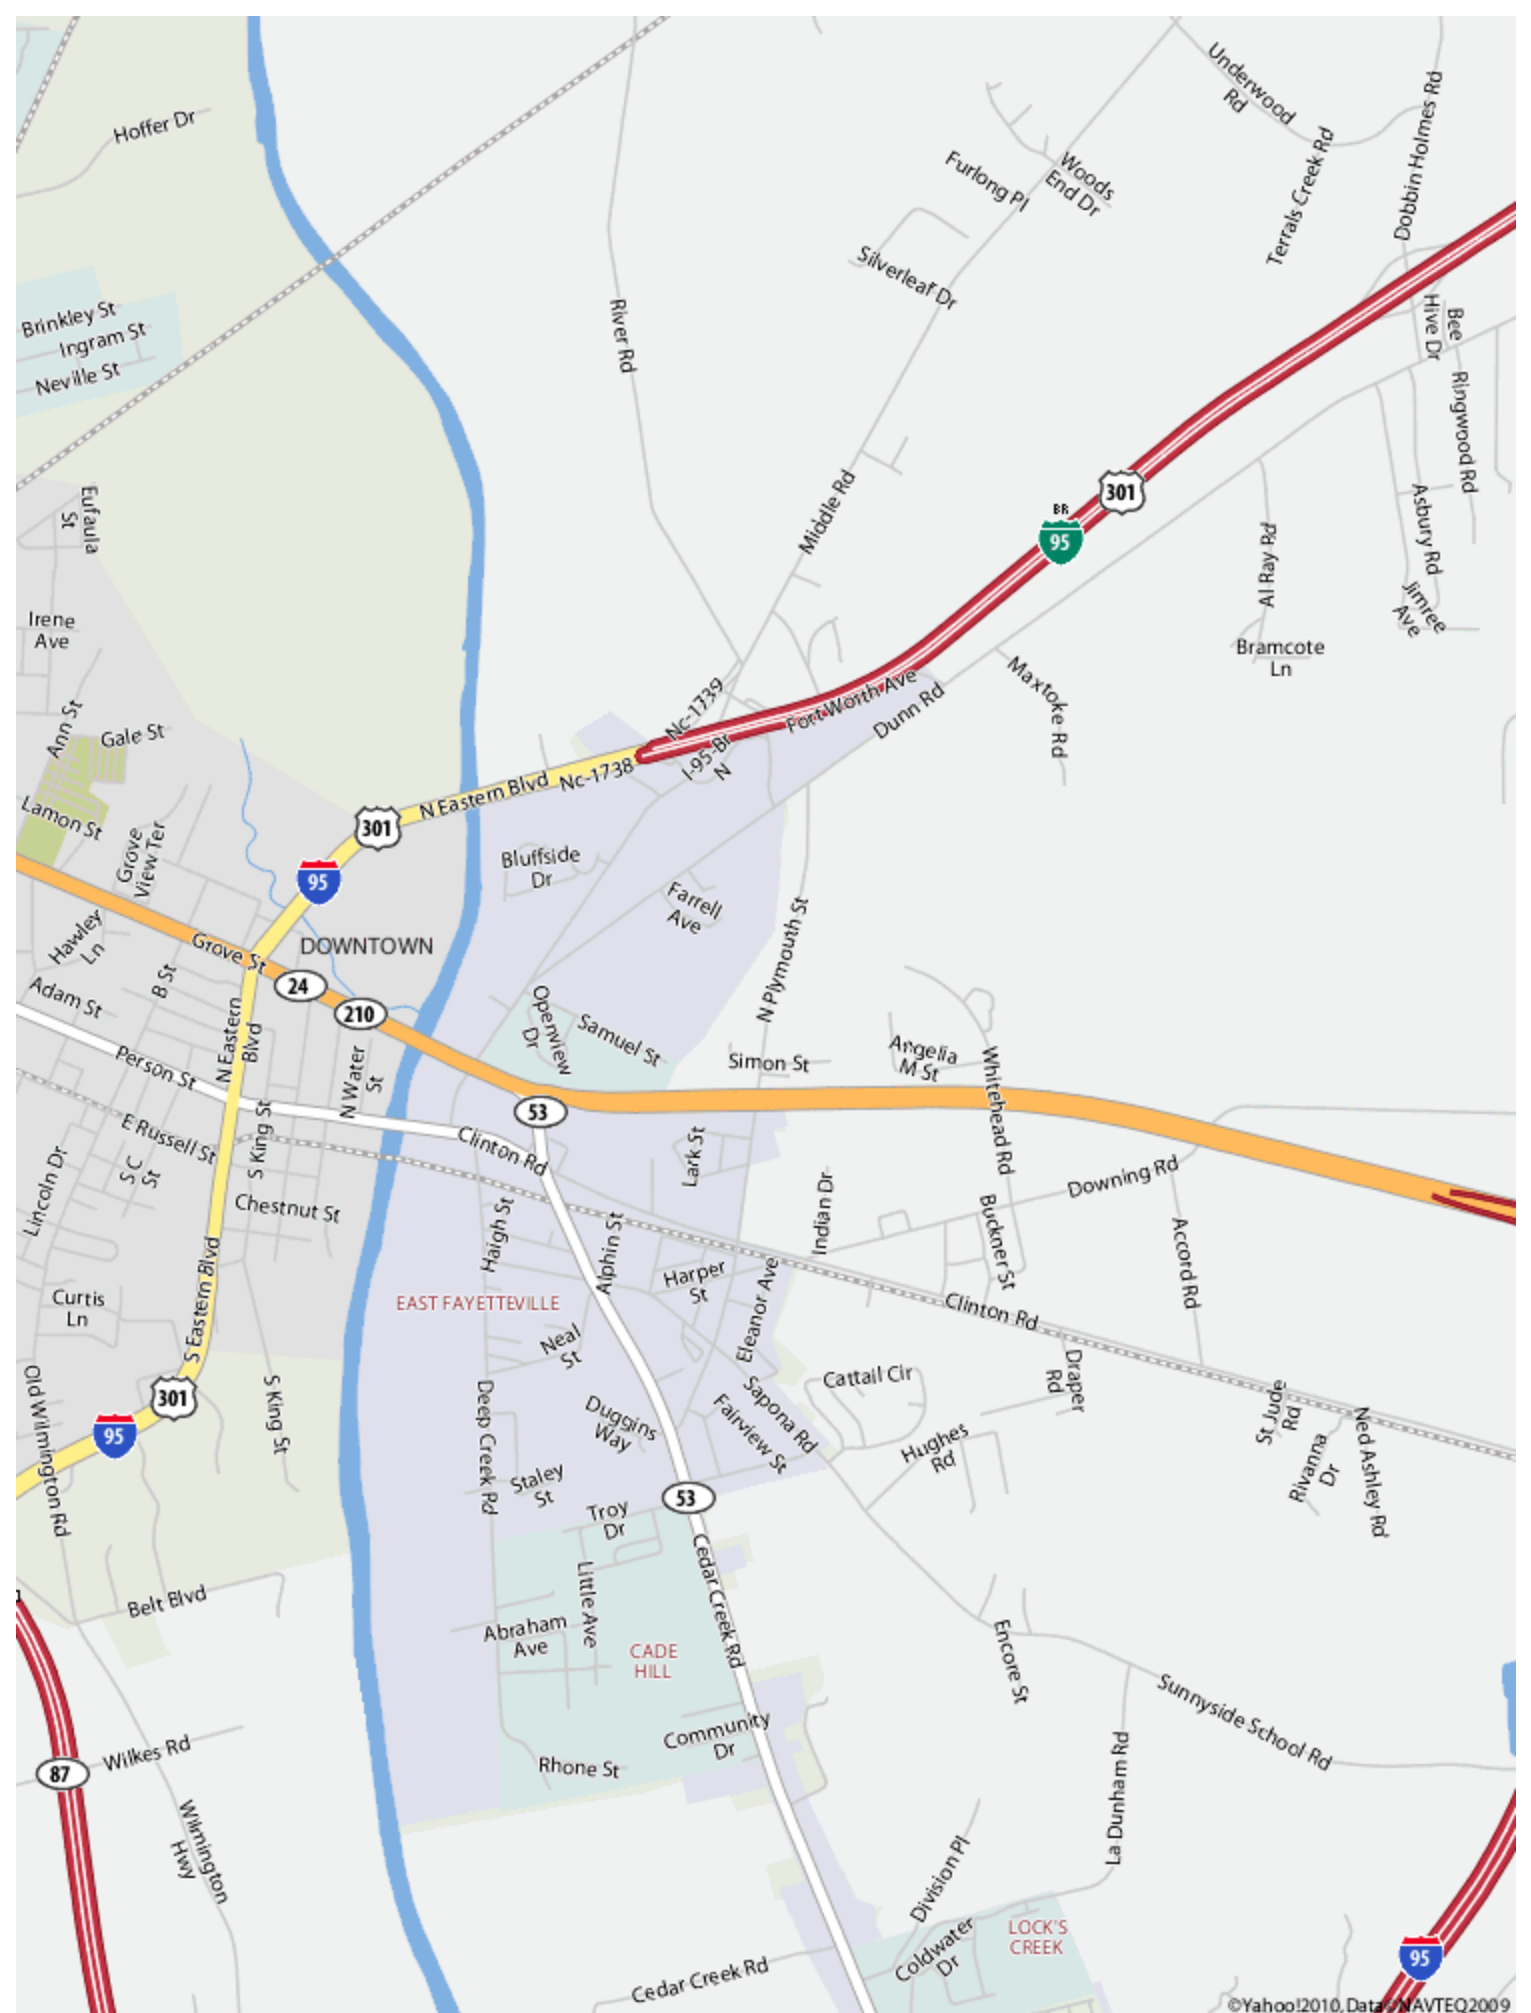 Underwood
Rd
Dobbin Holmes Rd
Hoffer Dr
Terrals Creek Rd
Woods
End Dr
Furlong Pl
Silverleaf Dr
River Rd
Brinkley St
Ingram St
Neville St
Bee
Hive Dr
Ringwood Rd
Middle Rd
301
BR
95
Eufaula
St
Asbury Rd
Al Ray Rd
Jimree
Ave
Irene
Ave
Bramcote
Ln
Maxtoke Rd
Nc-1739
Fort Worth Ave
Dunn Rd
Ann St
Gale St
I-95-Br
N
Nc-1738
N Eastern Blvd
301
Lamon St
Grove
View Ter
95
Bluffside
Dr
Farrell
Ave
N Plymouth St
Hawley
Ln
Grove St
DOWNTOWN
B St
24
210
Adam St
N Eastern
Blvd
Openview
Dr
Samuel St
Simon St
Angelia
M St
Whitehead Rd
Person St
N Water
St
53
E Russell St
S King St
Clinton Rd
Lark St
S C
St
Lincoln Dr
Chestnut St
Haigh St
Alphin St
Indian Dr
Downing Rd
Buckner St
Accord Rd
Harper
St
Eleanor Ave
Curtis
Ln
S Eastern Blvd
EAST FAYETTEVILLE
Clinton Rd
Neal
St
Old Wilmington Rd
301
95
S King St
Deep Creek Rd
Duggins
Way
Sapona Rd
Fairview St
Cattail Cir
Draper
Rd
Hughes
Rd
St Jude
Rd
Rivanna
Dr
Ned Ashley Rd
Staley
St
53
Troy
Dr
Cedar Creek Rd
Little Ave
Belt Blvd
Abraham
Ave
CADE
HILL
Encore St
Sunnyside School Rd
Wilkes Rd
87
Community
Dr
Rhone St
La Dunham Rd
Wilmington
Hwy
Division Pl
LOCK'S
CREEK
Coldwater
Dr
95
Cedar Creek Rd
©Yahoo!2010, Data©NAVTEQ2009